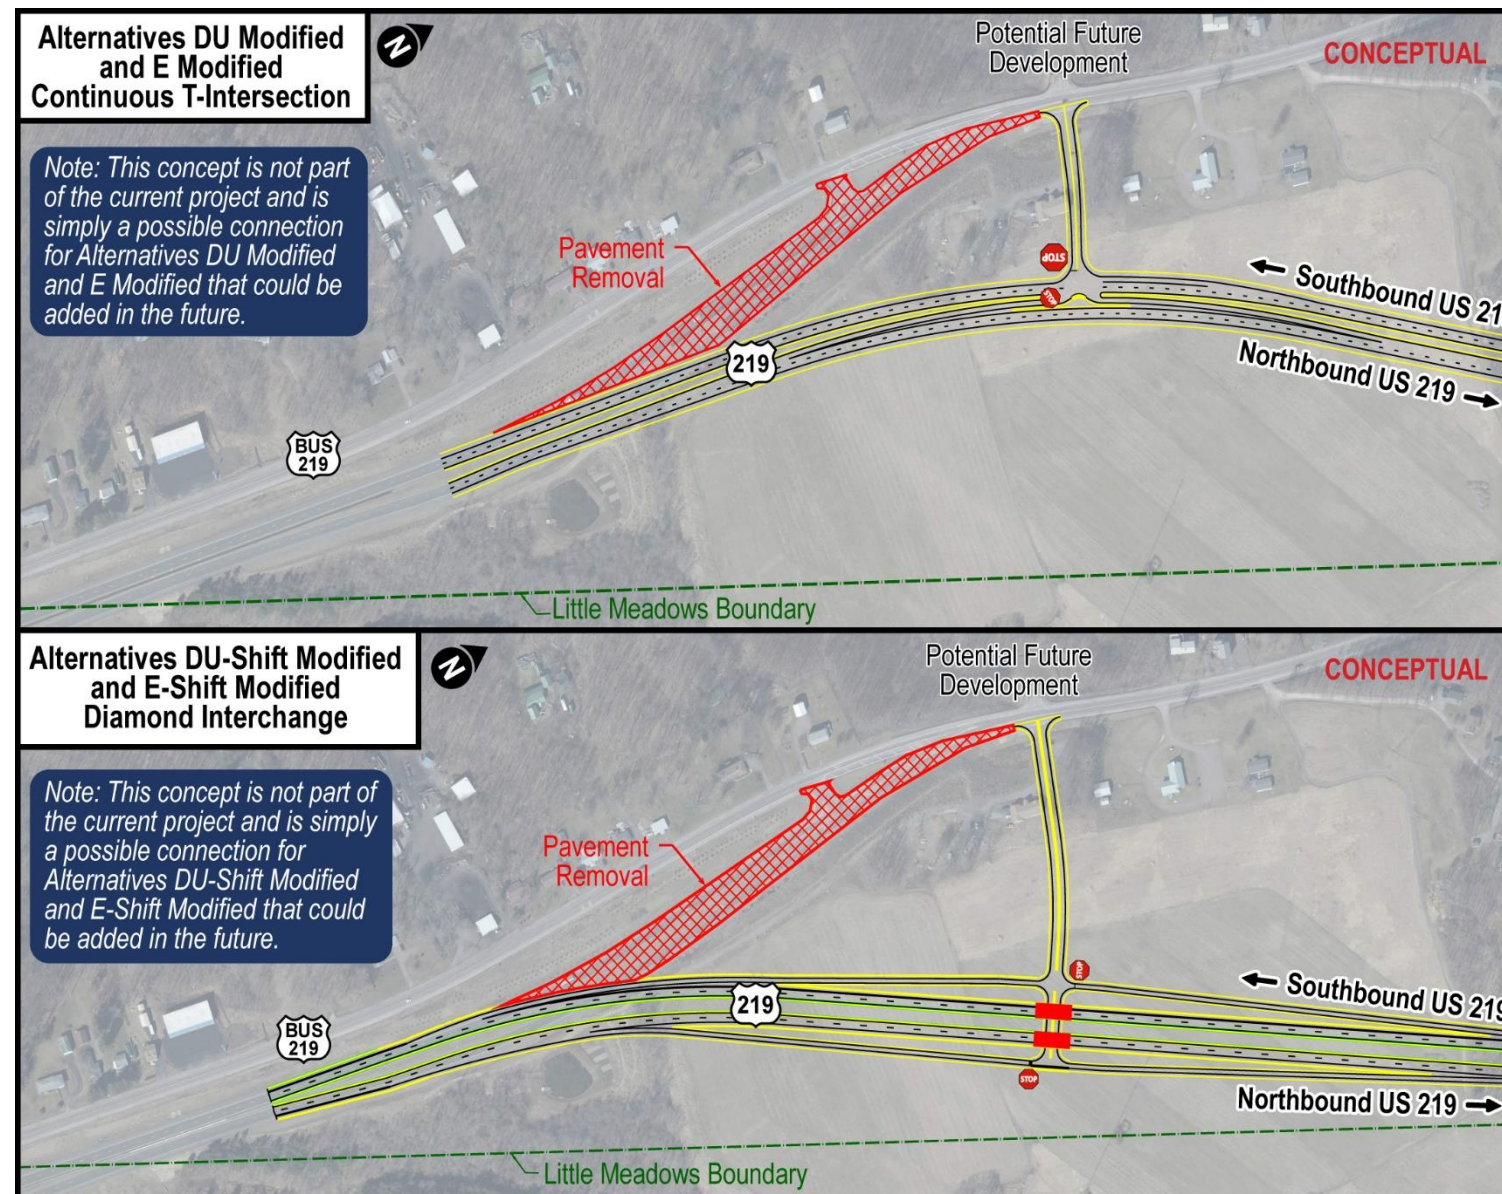 Alternatives DU Modified
and E Modified
Continuous T-Intersection
N
Potential Future
Development
CONCEPTUAL
Note: This concept is not part
of the current project and is
simply a possible connection
for Alternatives DU Modified
and E Modified that could be
added in the future.
Pavement
Removal
STOP
STOP
Southbound US 21
219
Northbound US 219
BUS
219
Little Meadows Boundary
Alternatives DU-Shift Modified
and E-Shift Modified
Diamond Interchange
N
Potential Future
Development
CONCEPTUAL
Note: This concept is not part of
the current project and is simply
a possible connection for
Alternatives DU-Shift Modified
and E-Shift Modified that could
be added in the future.
Pavement
Removal
STOP
Southbound US 219
219
BUS
219
STOP
Northbound US 219
Little Meadows Boundary